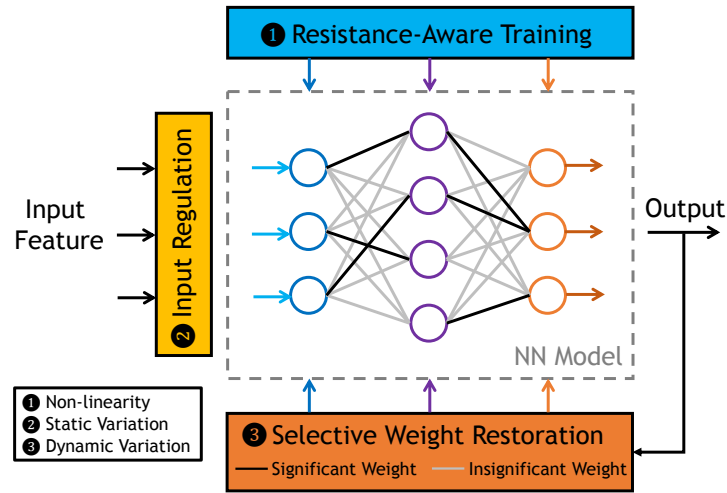 ❶ Resistance-Aware Training
Input
Feature
❷ Input Regulation
Output
NN Model
❶ Non-linearity
❷ Static Variation
❸ Dynamic Variation
❸ Selective Weight Restoration
Significant Weight
Insignificant Weight